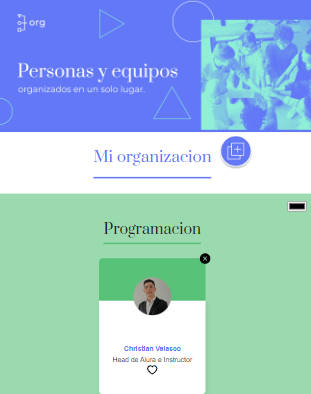 org
Personas y equipos
organizados en un solo lugar.
Mi organizacion
Programacion
Christian Velasco
Head de Alura e Instructor